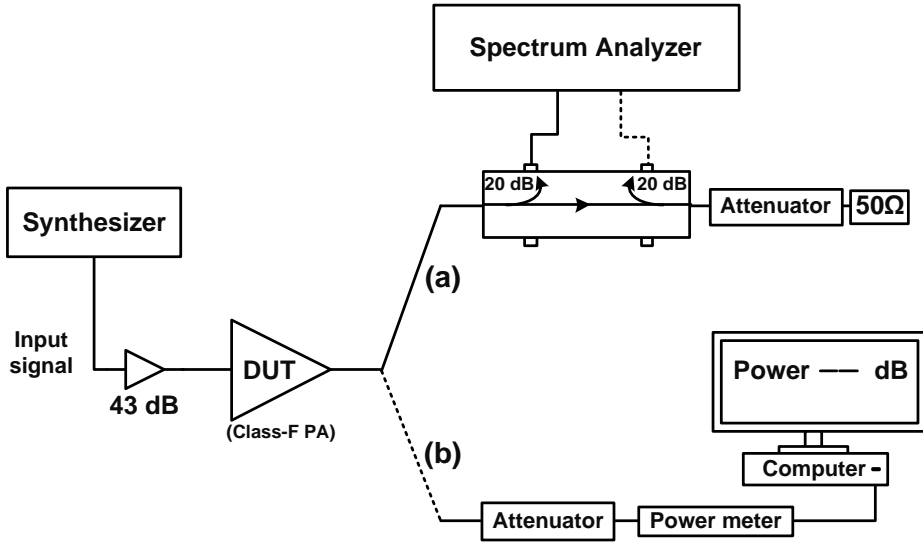 Spectrum Analyzer
20 dB
20 dB
Synthesizer
Attenuator
50Ω
(a)
Input
signal
43 dB
DUT
(Class-F PA)
Power —— dB
(b)
Computer
Attenuator
Power meter